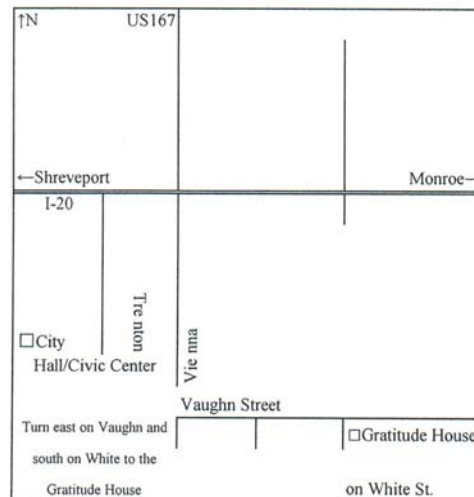 ↑N US167
←Shreveport Monroe→
I-20
Tre nton
Vie nna
□City
Hall/Civic Center
Vaughn Street
Turn east on Vaughn and
south on White to the
Gratitude House
□Gratitude House
on White St.